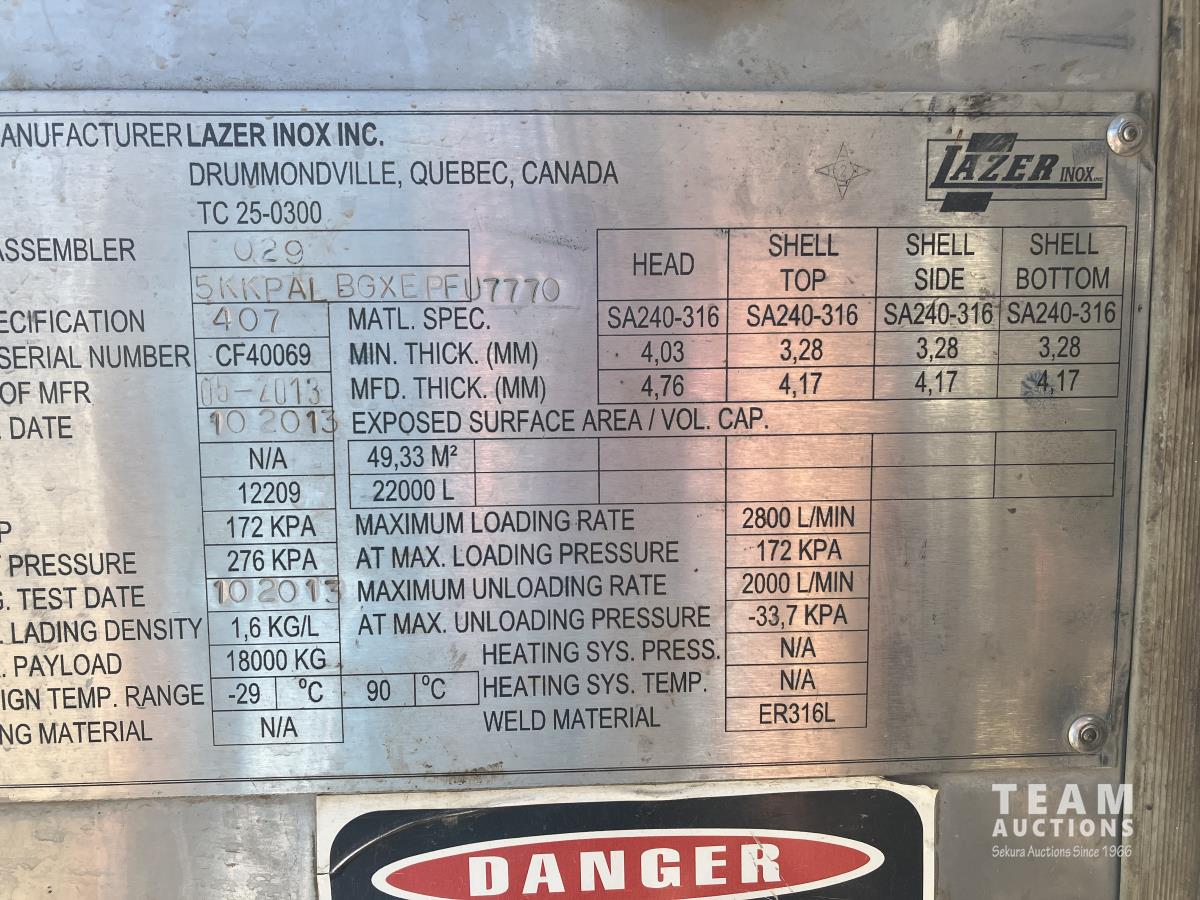 ANUFACTURER LAZER INOX INC.
DRUMMONDVILLE, QUEBEC, CANADA
TC 25-0300
LAZER INOX INC.
ASSEMBLER 029
5KKPALBGXEPFU7770
HEAD SHELL TOP SHELL SIDE SHELL BOTTOM
ECIFICATION 407 MATL. SPEC. SA240-316 SA240-316 SA240-316 SA240-316
SERIAL NUMBER CF40069 MIN. THICK. (MM) 4,03 3,28 3,28 3,28
OF MFR 05-2013 MFD. THICK. (MM) 4,76 4,17 4,17 4,17
. DATE 10 2013 EXPOSED SURFACE AREA / VOL. CAP.
N/A 49,33 M²
12209 22000 L
P 172 KPA MAXIMUM LOADING RATE 2800 L/MIN
T PRESSURE 276 KPA AT MAX. LOADING PRESSURE 172 KPA
G. TEST DATE 10 2013 MAXIMUM UNLOADING RATE 2000 L/MIN
. LADING DENSITY 1,6 KG/L AT MAX. UNLOADING PRESSURE -33,7 KPA
. PAYLOAD 18000 KG HEATING SYS. PRESS. N/A
IGN TEMP. RANGE -29 °C 90 °C HEATING SYS. TEMP. N/A
NG MATERIAL N/A WELD MATERIAL ER316L
DANGER
TEAM
AUCTIONS
Sekura Auctions Since 1966